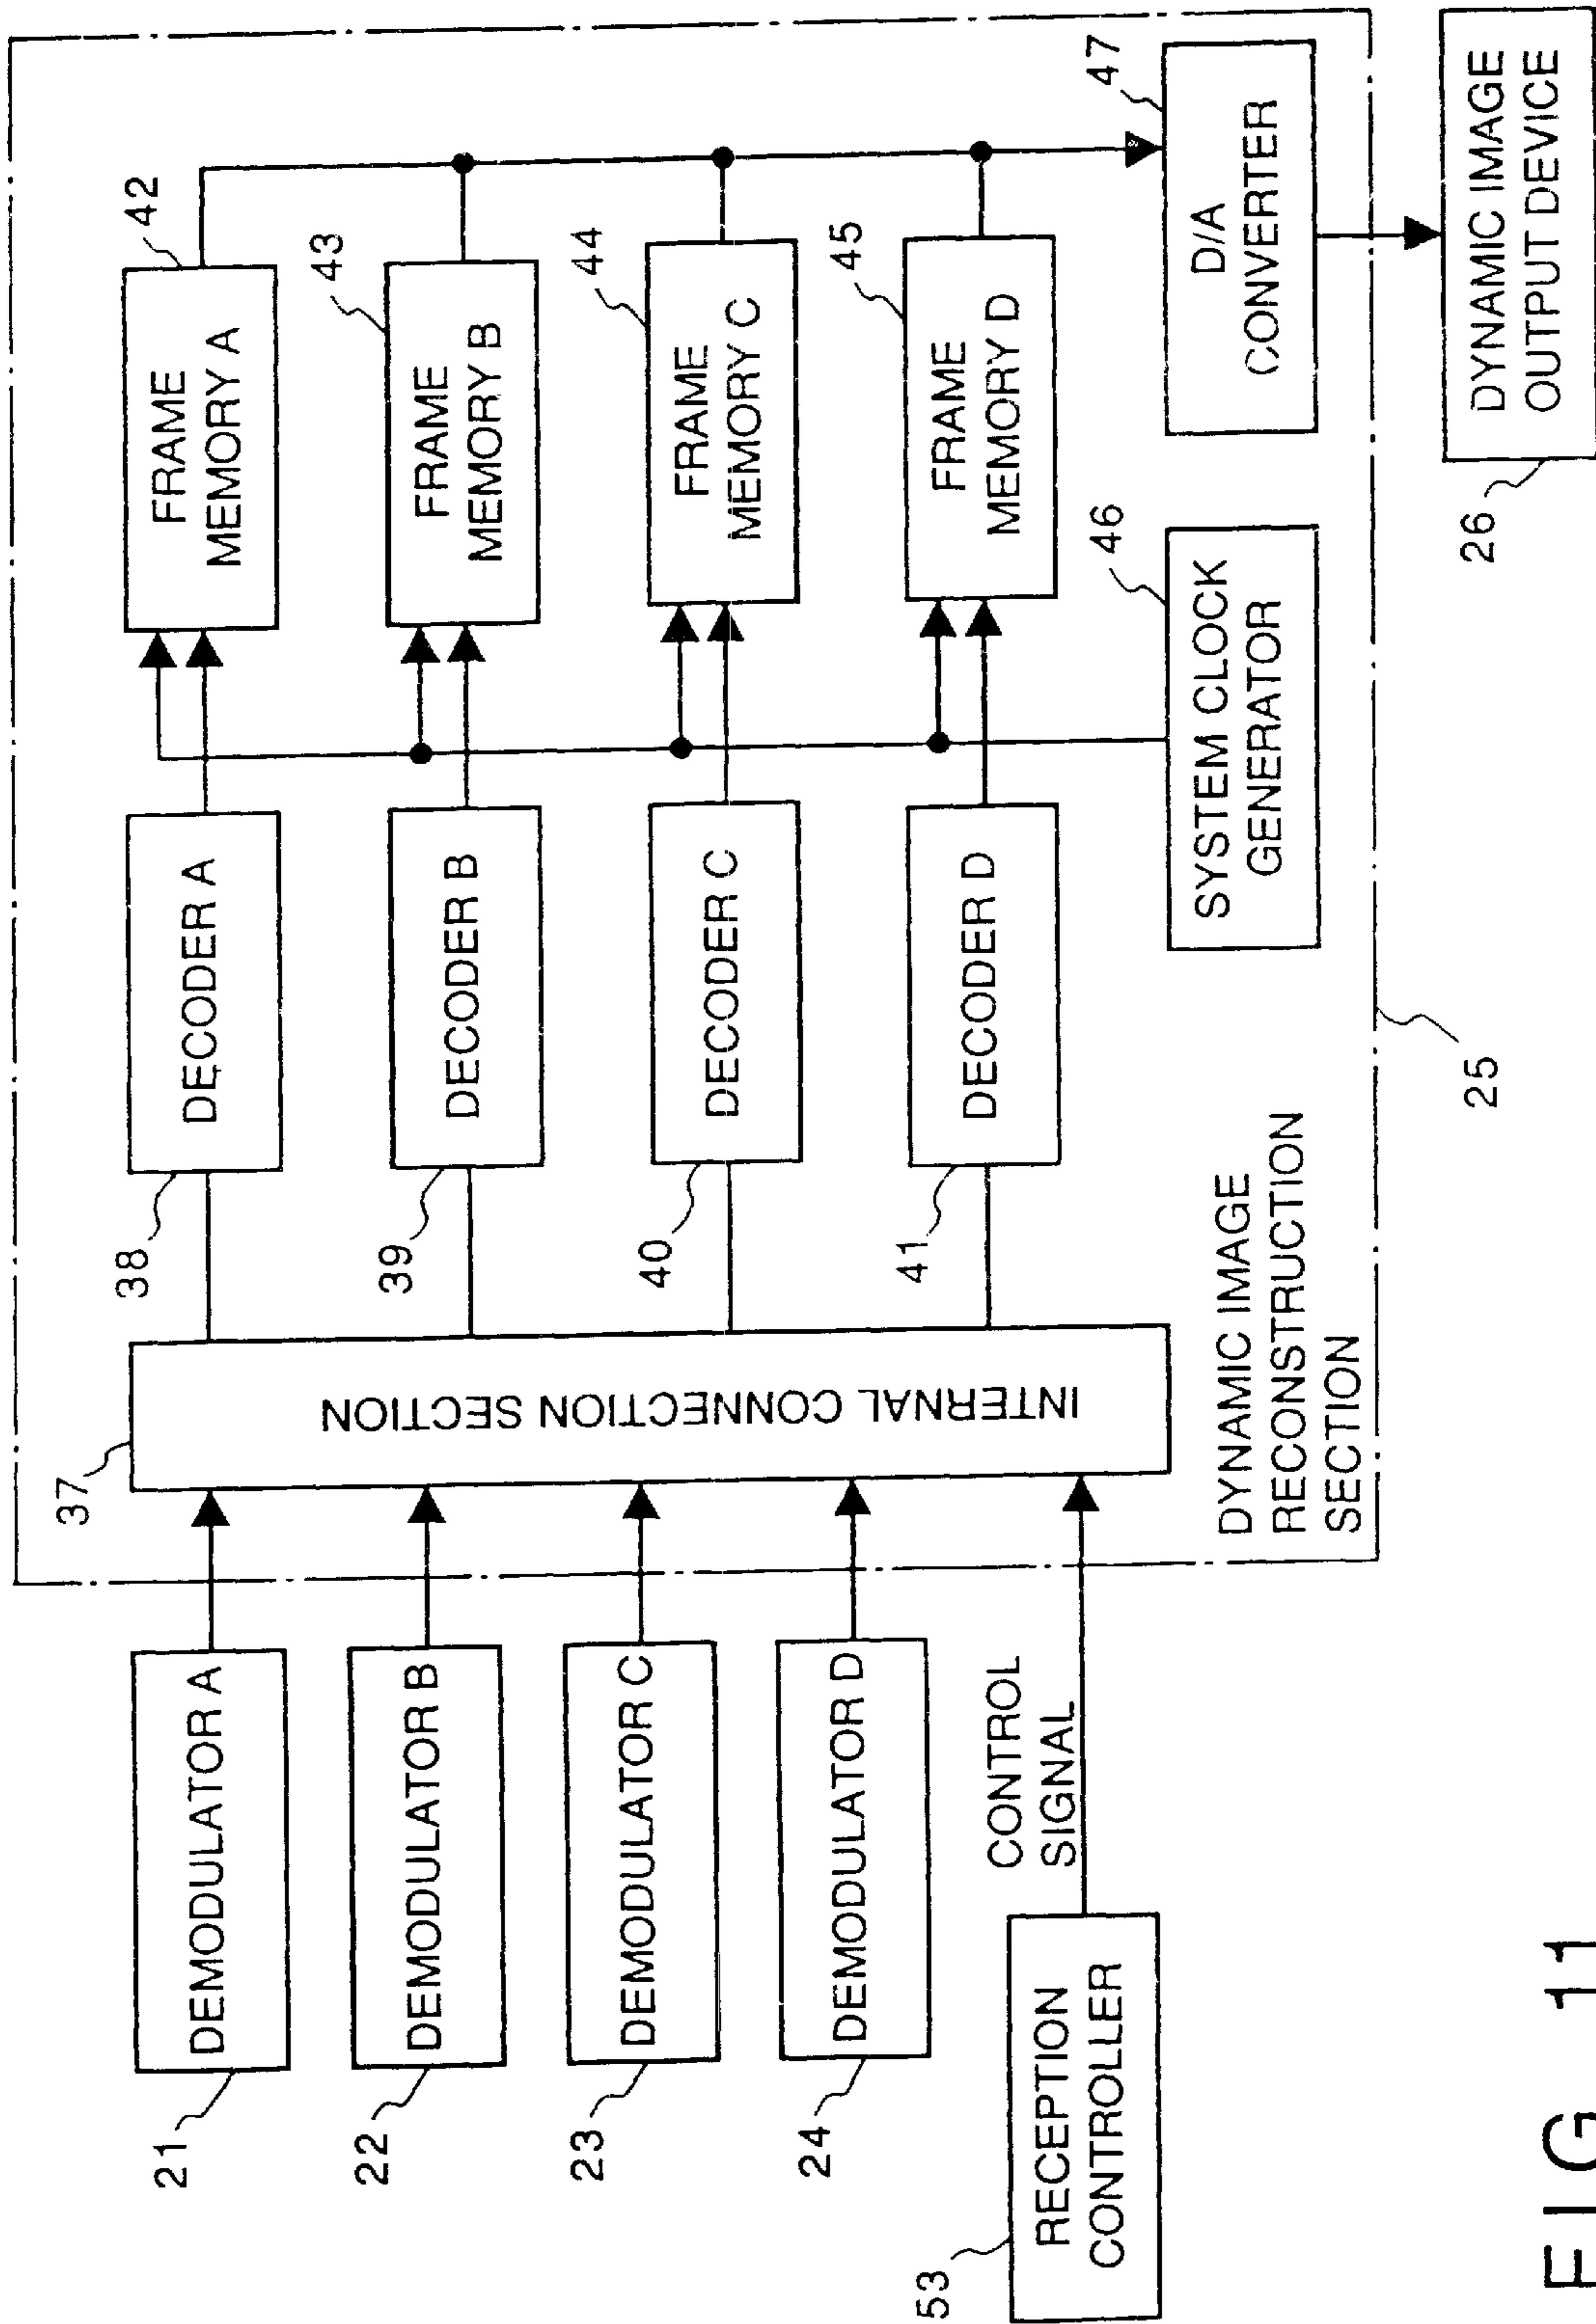 21
DEMODULATOR A
22
DEMODULATOR B
23
DEMODULATOR C
24
DEMODULATOR D
53
RECEPTION
CONTROLLER
CONTROL
SIGNAL
37
INTERNAL CONNECTION SECTION
38
DECODER A
39
DECODER B
40
DECODER C
41
DECODER D
42
FRAME
MEMORY A
43
FRAME
MEMORY B
44
FRAME
MEMORY C
45
FRAME
MEMORY D
46
SYSTEM CLOCK
GENERATOR
47
D/A
CONVERTER
DYNAMIC IMAGE
RECONSTRUCTION
SECTION
25
26
DYNAMIC IMAGE
OUTPUT DEVICE
FIG 11